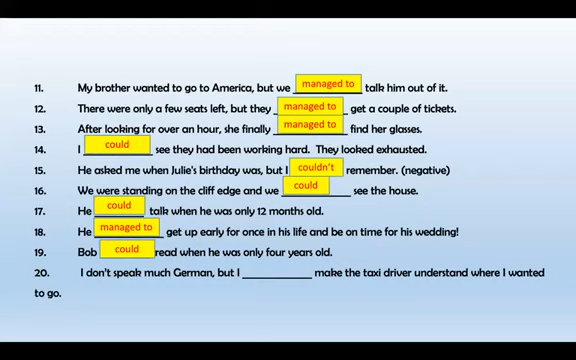 11. My brother wanted to go to America, but we managed to talk him out of it.
12. There were only a few seats left, but they managed to get a couple of tickets.
13. After looking for over an hour, she finally managed to find her glasses.
14. I could see they had been working hard. They looked exhausted.
15. He asked me when Julie's birthday was, but I couldn't remember. (negative)
16. We were standing on the cliff edge and we could see the house.
17. He could talk when he was only 12 months old.
18. He managed to get up early for once in his life and be on time for his wedding!
19. Bob could read when he was only four years old.
20. I don't speak much German, but I ____________ make the taxi driver understand where I wanted
to go.